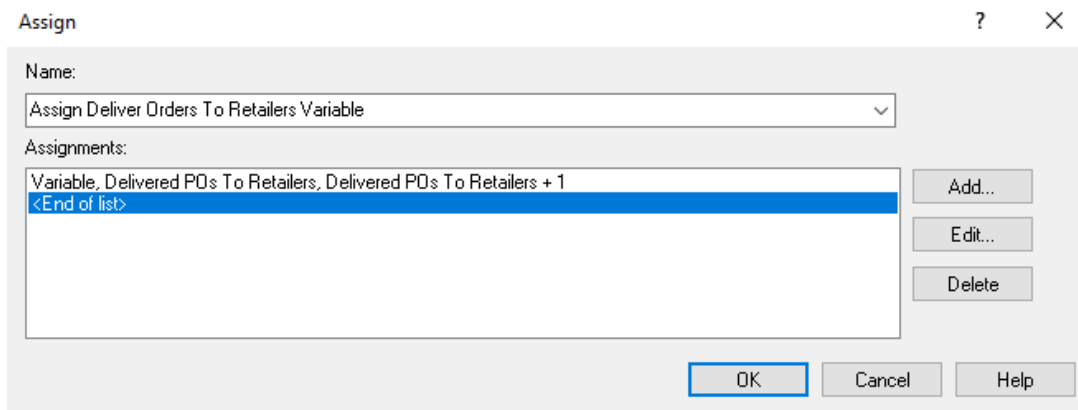 Assign
?
Name:
Assign Deliver Orders To Retailers Variable
Assignments:
Variable, Delivered POs To Retailers, Delivered POs To Retailers + 1
<End of list>
Add...
Edit...
Delete
OK
Cancel
Help